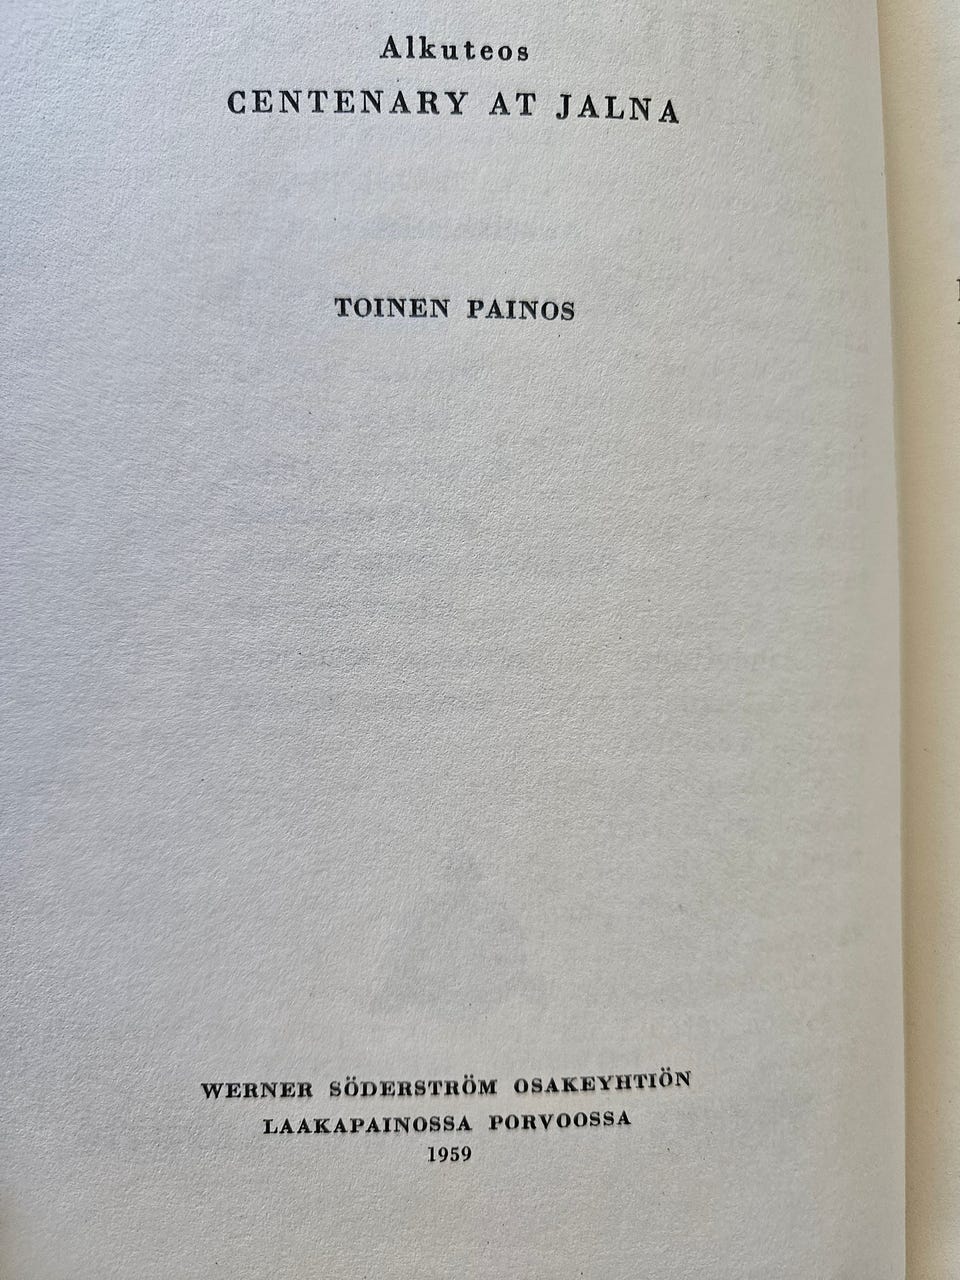 Alkuteos
CENTENARY AT JALNA
TOINEN PAINOS
WERNER SÖDERSTRÖM OSAKEYHTIÖN
LAAKAPAINOSSA PORVOOSSA
1959